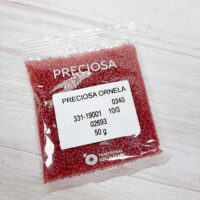 PRECIOSA
PRECIOSA ORNELA
0340
331-19001 10/0
02693
50 g